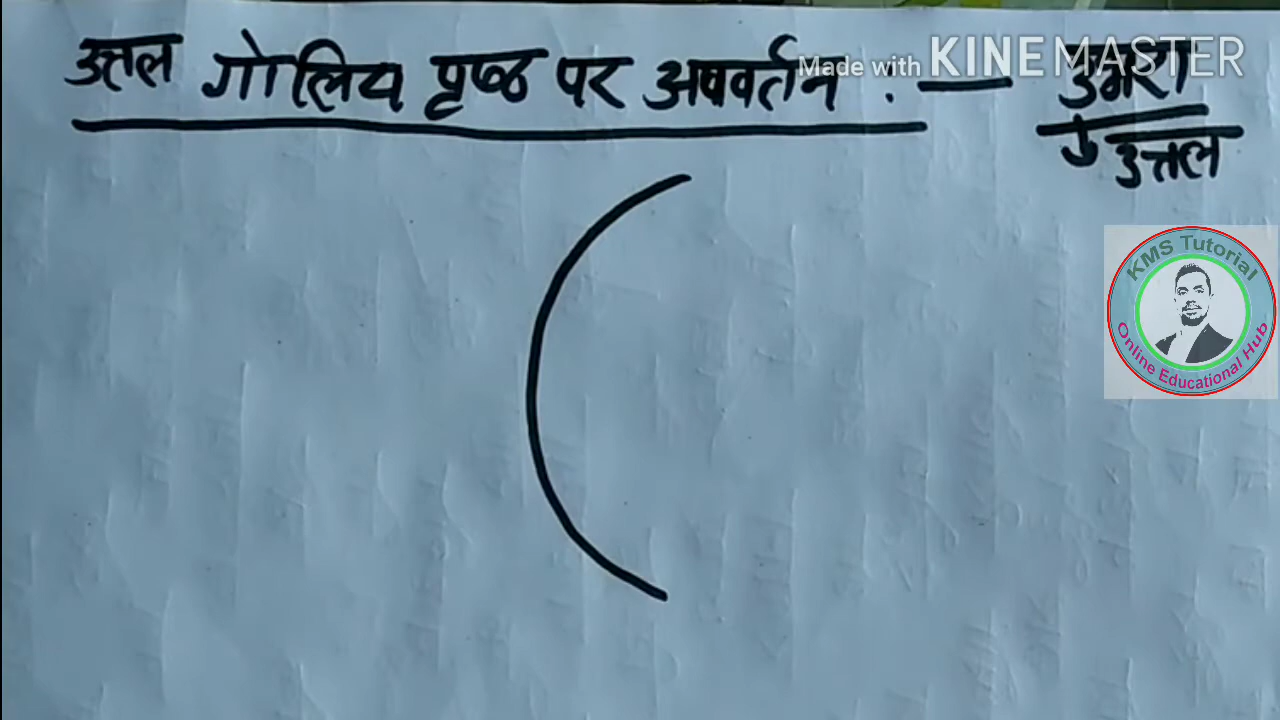 उत्तल गोलिय पृष्ठ पर अपवर्तन :—
Made with KINEMASTER
उभरा
उत्तल
KMS Tutorial
Online Educational Hub